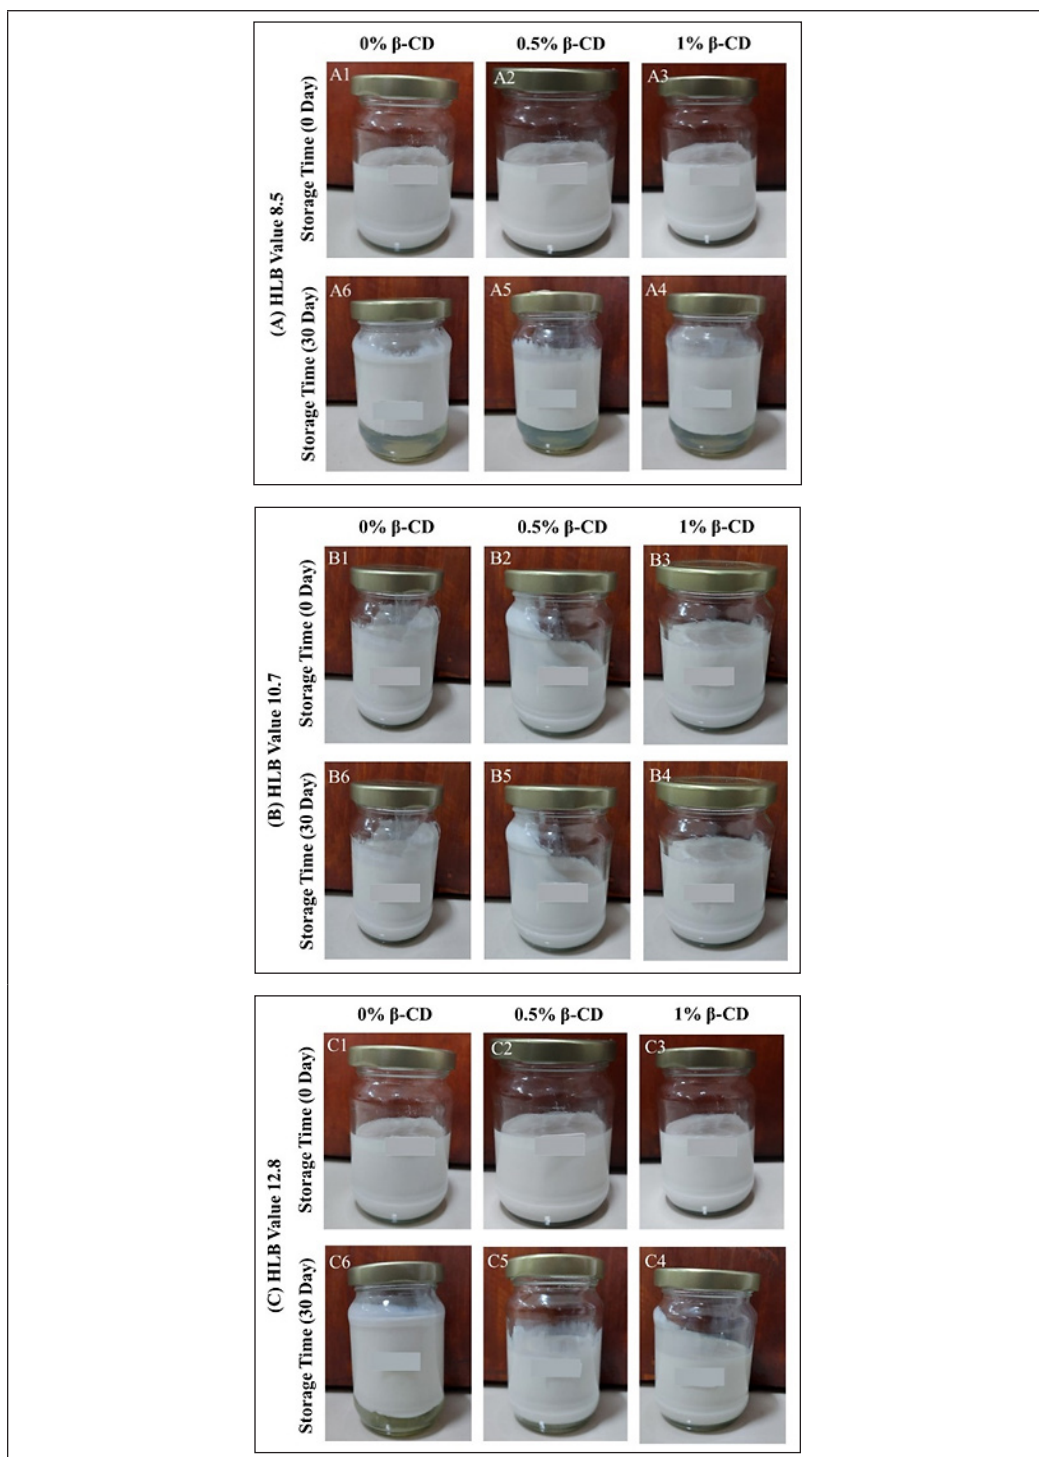 0% β-CD 0.5% β-CD 1% β-CD
(A) HLB Value 8.5
Storage Time (0 Day)
A1 A2 A3
Storage Time (30 Day)
A6 A5 A4
0% β-CD 0.5% β-CD 1% β-CD
(B) HLB Value 10.7
Storage Time (0 Day)
B1 B2 B3
Storage Time (30 Day)
B6 B5 B4
0% β-CD 0.5% β-CD 1% β-CD
(C) HLB Value 12.8
Storage Time (0 Day)
C1 C2 C3
Storage Time (30 Day)
C6 C5 C4